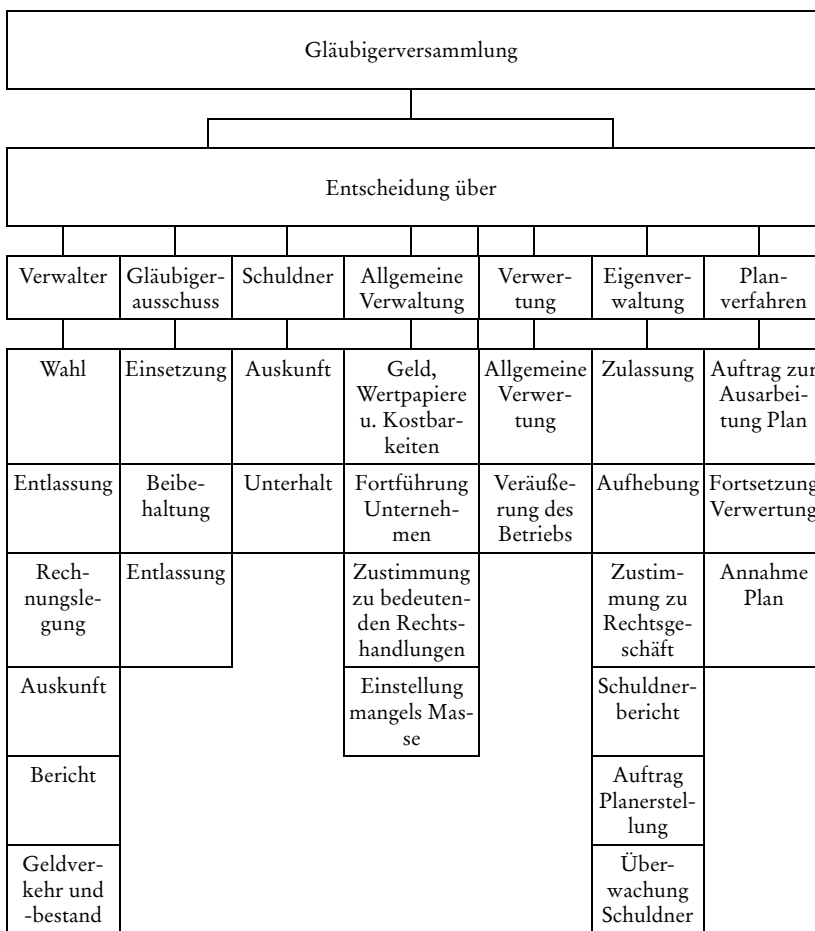 Gläubigerversammlung
Entscheidung über
Verwalter
Gläubiger-
ausschuss
Schuldner
Allgemeine
Verwaltung
Verwer-
tung
Eigenver-
waltung
Plan-
verfahren
Wahl
Einsetzung
Auskunft
Geld,
Wertpapiere
u. Kostbar-
keiten
Allgemeine
Verwer-
tung
Zulassung
Auftrag zur
Ausarbei-
tung Plan
Entlassung
Beibe-
haltung
Unterhalt
Fortführung
Unterneh-
men
Veräuße-
rung des
Betriebs
Aufhebung
Fortsetzung
Verwertung
Rech-
nungsle-
gung
Entlassung
Zustimmung
zu bedeuten-
den Rechts-
handlungen
Zustim-
mung zu
Rechtsge-
schäft
Annahme
Plan
Auskunft
Einstellung
mangels Mas-
se
Schuldner-
bericht
Bericht
Auftrag
Planerstel-
lung
Geldver-
kehr und
-bestand
Über-
wachung
Schuldner